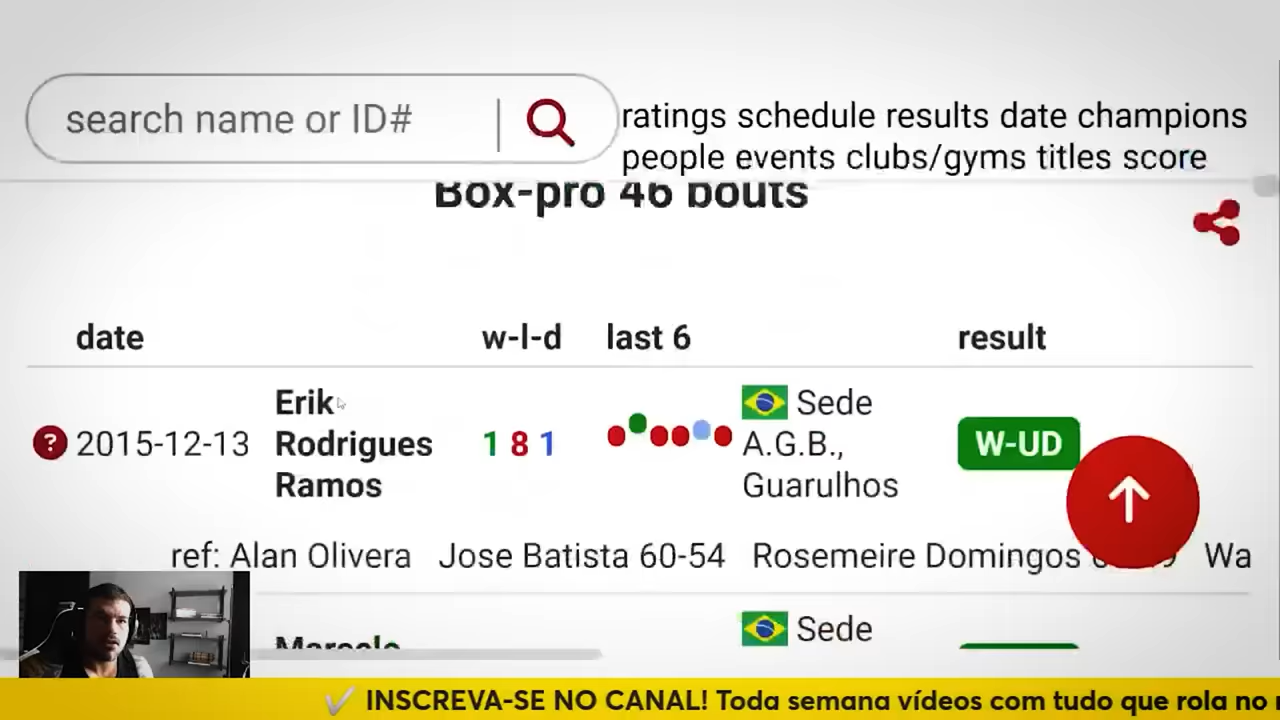 search name or ID#
ratings schedule results date champions
people events clubs/gyms titles score
Box-pro 46 bouts
date w-l-d last 6 result
Erik Rodrigues Ramos
? 2015-12-13 1 8 1 W-UD
Sede A.G.B., Guarulhos
ref: Alan Olivera Jose Batista 60-54 Rosemeire Domingos Wa
Marcelo Sede
✓ INSCREVA-SE NO CANAL! Toda semana vídeos com tudo que rola no